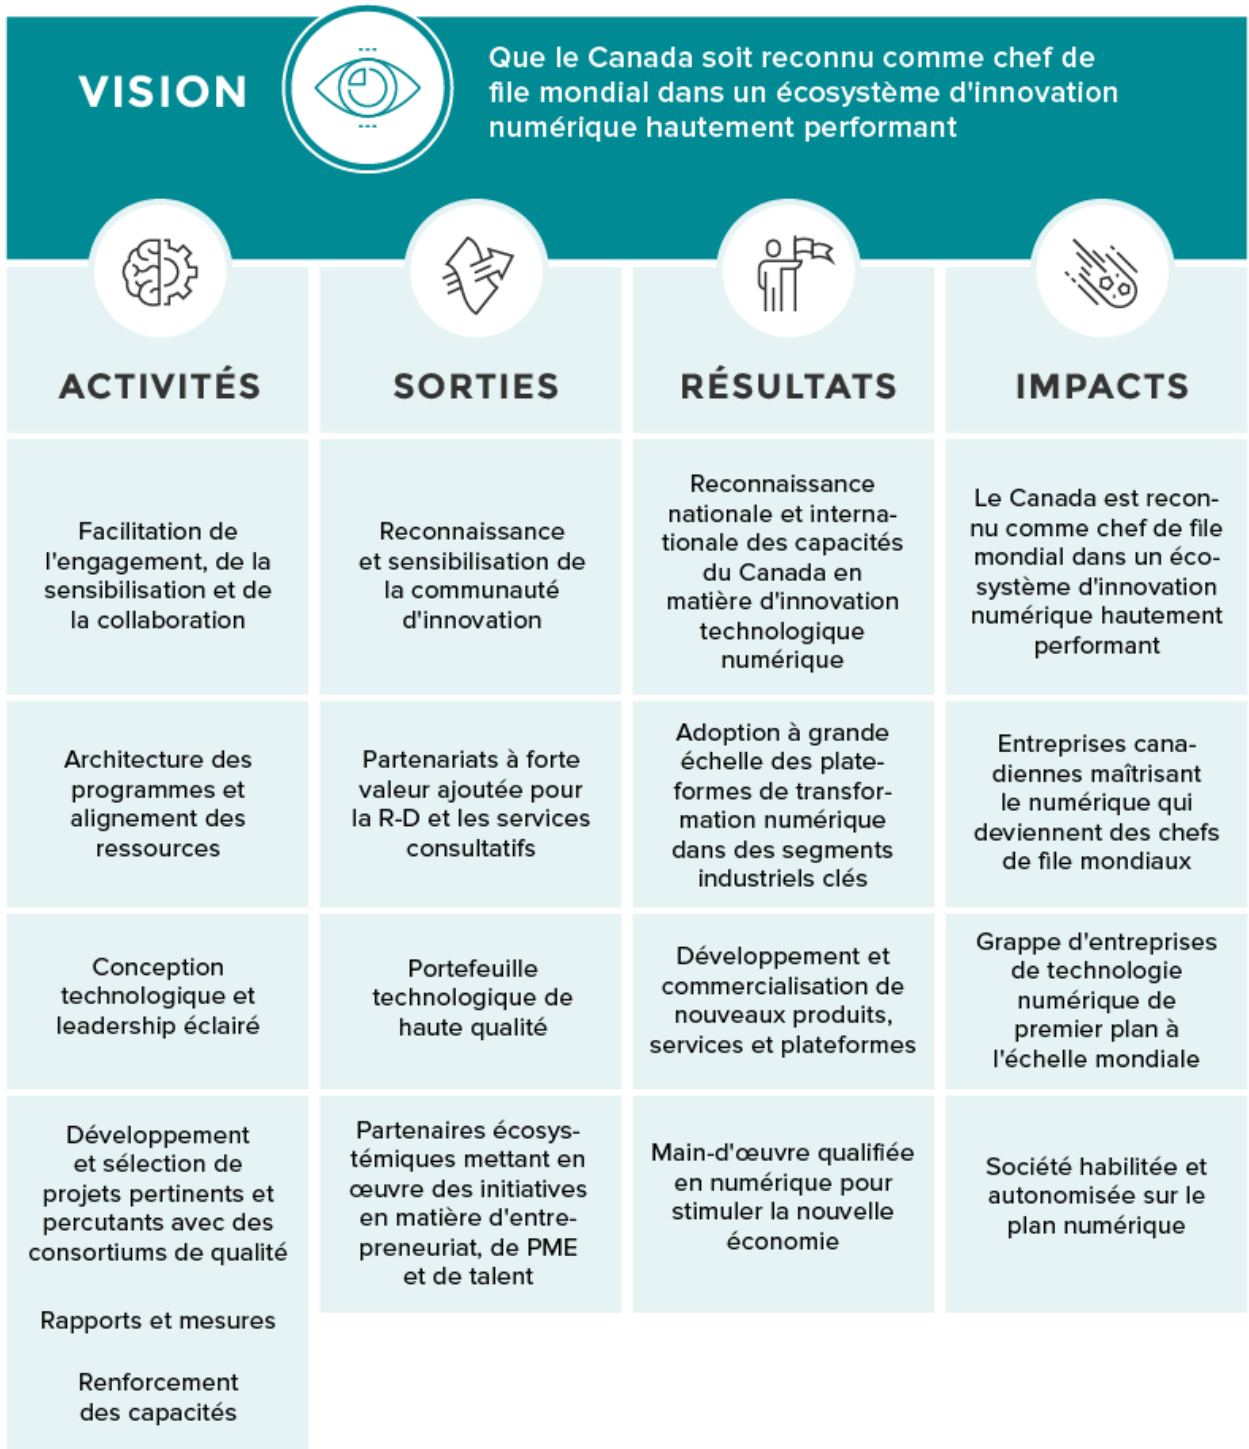 VISION
Que le Canada soit reconnu comme chef de
file mondial dans un écosystème d'innovation
numérique hautement performant
ACTIVITÉS
SORTIES
RÉSULTATS
IMPACTS
Facilitation de
l'engagement, de la
sensibilisation et de
la collaboration
Reconnaissance
et sensibilisation de
la communauté
d'innovation
Reconnaissance
nationale et interna-
tionale des capacités
du Canada en
matière d'innovation
technologique
numérique
Le Canada est recon-
nu comme chef de file
mondial dans un éco-
système d'innovation
numérique hautement
performant
Architecture des
programmes et
alignement des
ressources
Partenariats à forte
valeur ajoutée pour
la R-D et les services
consultatifs
Adoption à grande
échelle des plate-
formes de transfor-
mation numérique
dans des segments
industriels clés
Entreprises cana-
diennes maîtrisant
le numérique qui
deviennent des chefs
de file mondiaux
Conception
technologique et
leadership éclairé
Portefeuille
technologique de
haute qualité
Développement et
commercialisation de
nouveaux produits,
services et plateformes
Grappe d'entreprises
de technologie
numérique de
premier plan à
l'échelle mondiale
Développement
et sélection de
projets pertinents et
percutants avec des
consortiums de qualité
Rapports et mesures
Renforcement
des capacités
Partenaires écosys-
témiques mettant en
œuvre des initiatives
en matière d'entre-
preneuriat, de PME
et de talent
Main-d'œuvre qualifiée
en numérique pour
stimuler la nouvelle
économie
Société habilitée et
autonomisée sur le
plan numérique